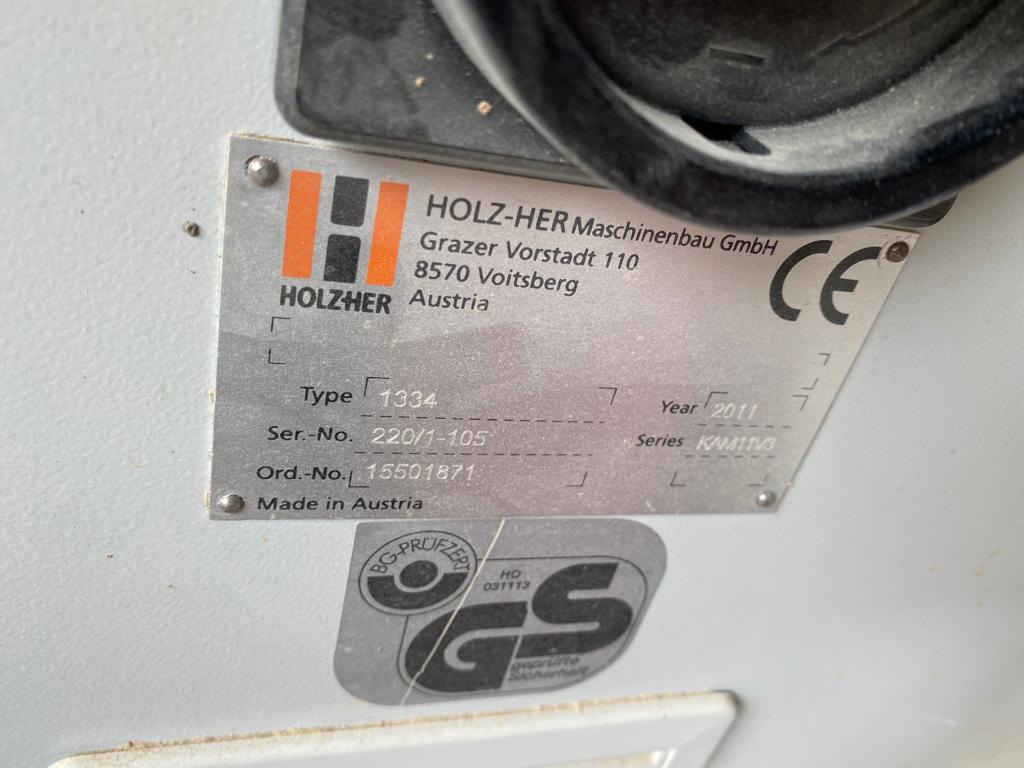 HOLZ-HER Maschinenbau GmbH
Grazer Vorstadt 110
8570 Voitsberg
Austria
HOLZHER
CE
Type 1334
Year 2011
Ser.-No. 220/1-105
Series KAM11V3
Ord.-No. 15501871
Made in Austria
BG-PRÜFZERT
HO
031113
GS
geprüfte
Sicherheit